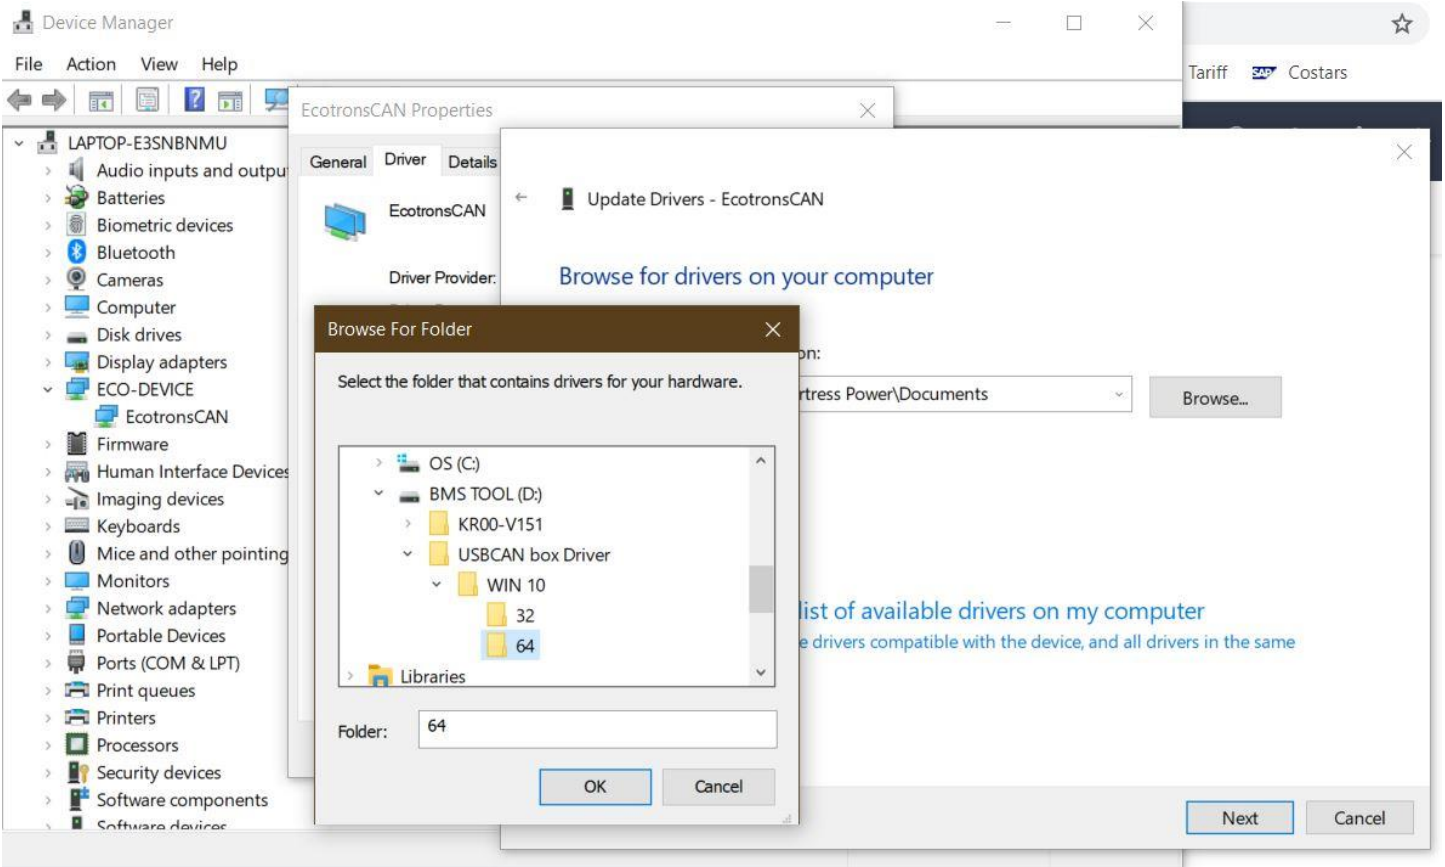 Device Manager
File Action View Help
Tariff SAP Costars
EcotronsCAN Properties
LAPTOP-E3SNBNMU
Audio inputs and outpu
Batteries
Biometric devices
Bluetooth
Cameras
Computer
Disk drives
Display adapters
ECO-DEVICE
EcotronsCAN
Firmware
Human Interface Devices
Imaging devices
Keyboards
Mice and other pointing
Monitors
Network adapters
Portable Devices
Ports (COM & LPT)
Print queues
Printers
Processors
Security devices
Software components
Software devices
General Driver Details
EcotronsCAN
Driver Provider:
Update Drivers - EcotronsCAN
Browse for drivers on your computer
on:
rtress Power\Documents
Browse...
list of available drivers on my computer
e drivers compatible with the device, and all drivers in the same
Next Cancel
Browse For Folder
Select the folder that contains drivers for your hardware.
OS (C:)
BMS TOOL (D:)
KR00-V151
USBCAN box Driver
WIN 10
32
64
Libraries
Folder: 64
OK Cancel